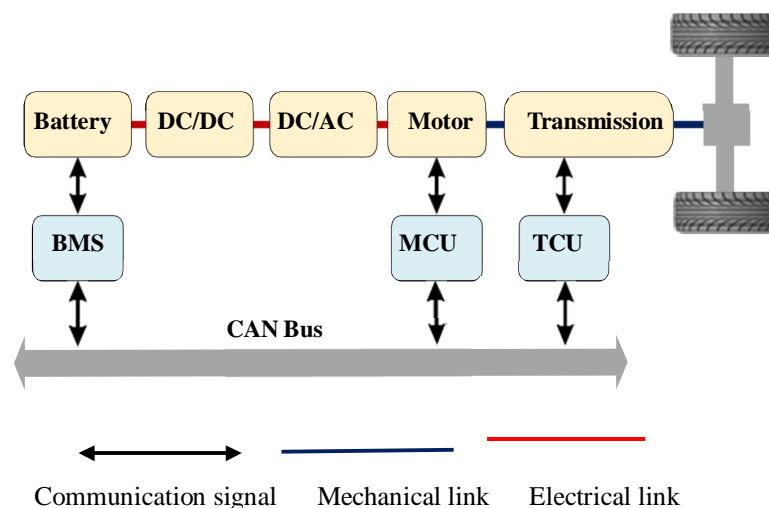 Battery DC/DC DC/AC Motor Transmission
BMS MCU TCU
CAN Bus
Communication signal Mechanical link Electrical link